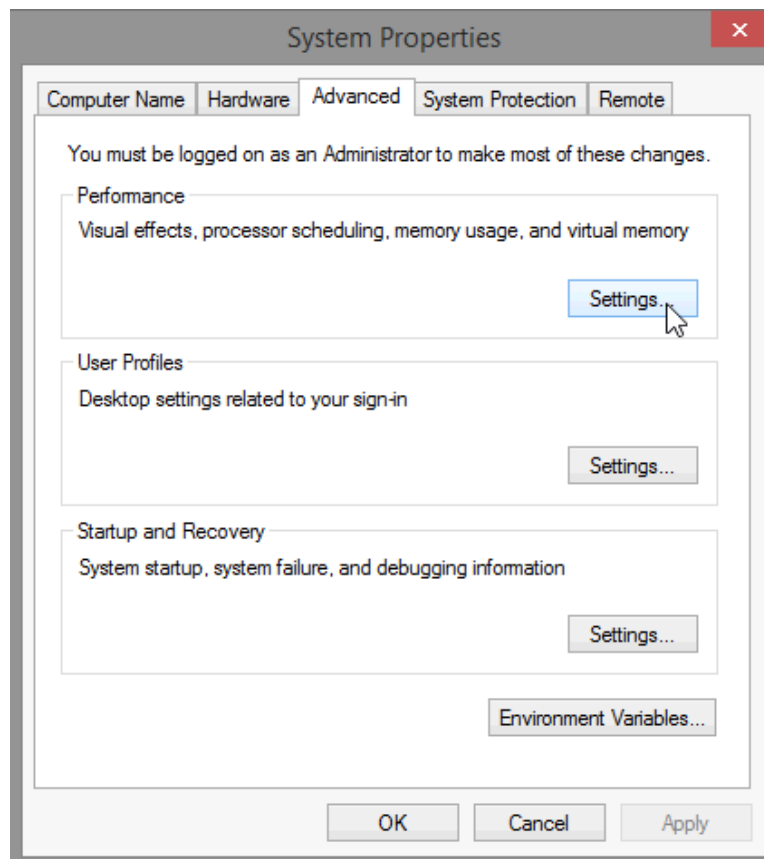 System Properties
Computer Name Hardware Advanced System Protection Remote
You must be logged on as an Administrator to make most of these changes.
Performance
Visual effects, processor scheduling, memory usage, and virtual memory
Settings...
User Profiles
Desktop settings related to your sign-in
Settings...
Startup and Recovery
System startup, system failure, and debugging information
Settings...
Environment Variables...
OK Cancel Apply